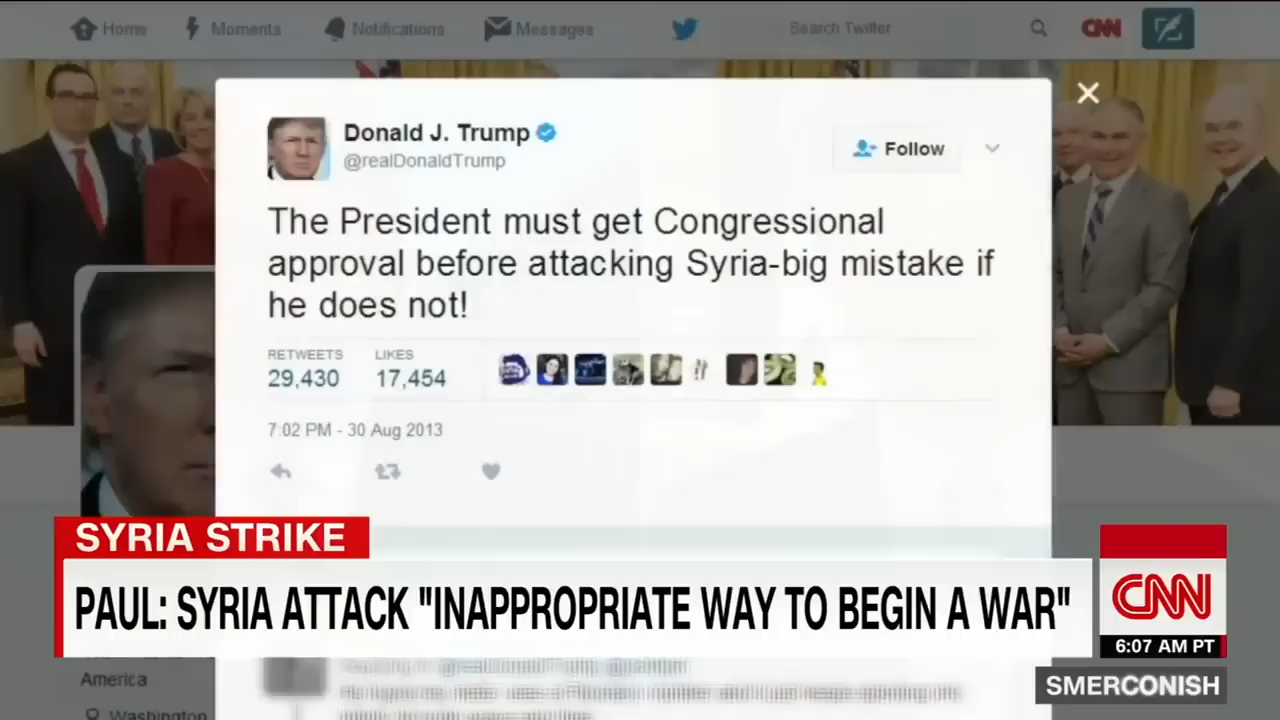 Home Moments Notifications Messages Search Twitter CNN
Donald J. Trump
@realDonaldTrump
Follow
The President must get Congressional
approval before attacking Syria-big mistake if
he does not!
RETWEETS LIKES
29,430 17,454
7:02 PM - 30 Aug 2013
SYRIA STRIKE
PAUL: SYRIA ATTACK "INAPPROPRIATE WAY TO BEGIN A WAR"
CNN
6:07 AM PT
America
SMERCONISH
Washington